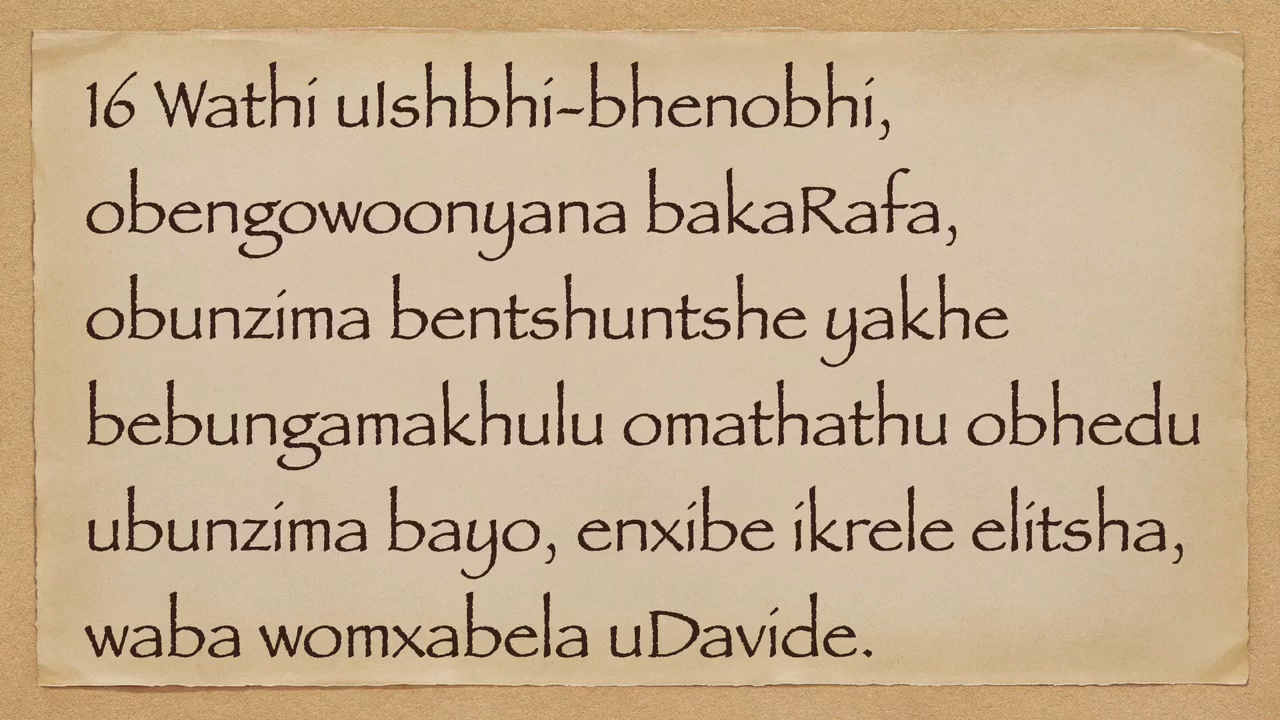 16 Wathi uIshbhi-bhenobhi,
obengowoonyana bakaRafa,
obunzima bentshuntshe yakhe
bebungamakhulu omathathu obhedu
ubunzima bayo, enxibe ikrele elitsha,
waba womxabela uDavide.